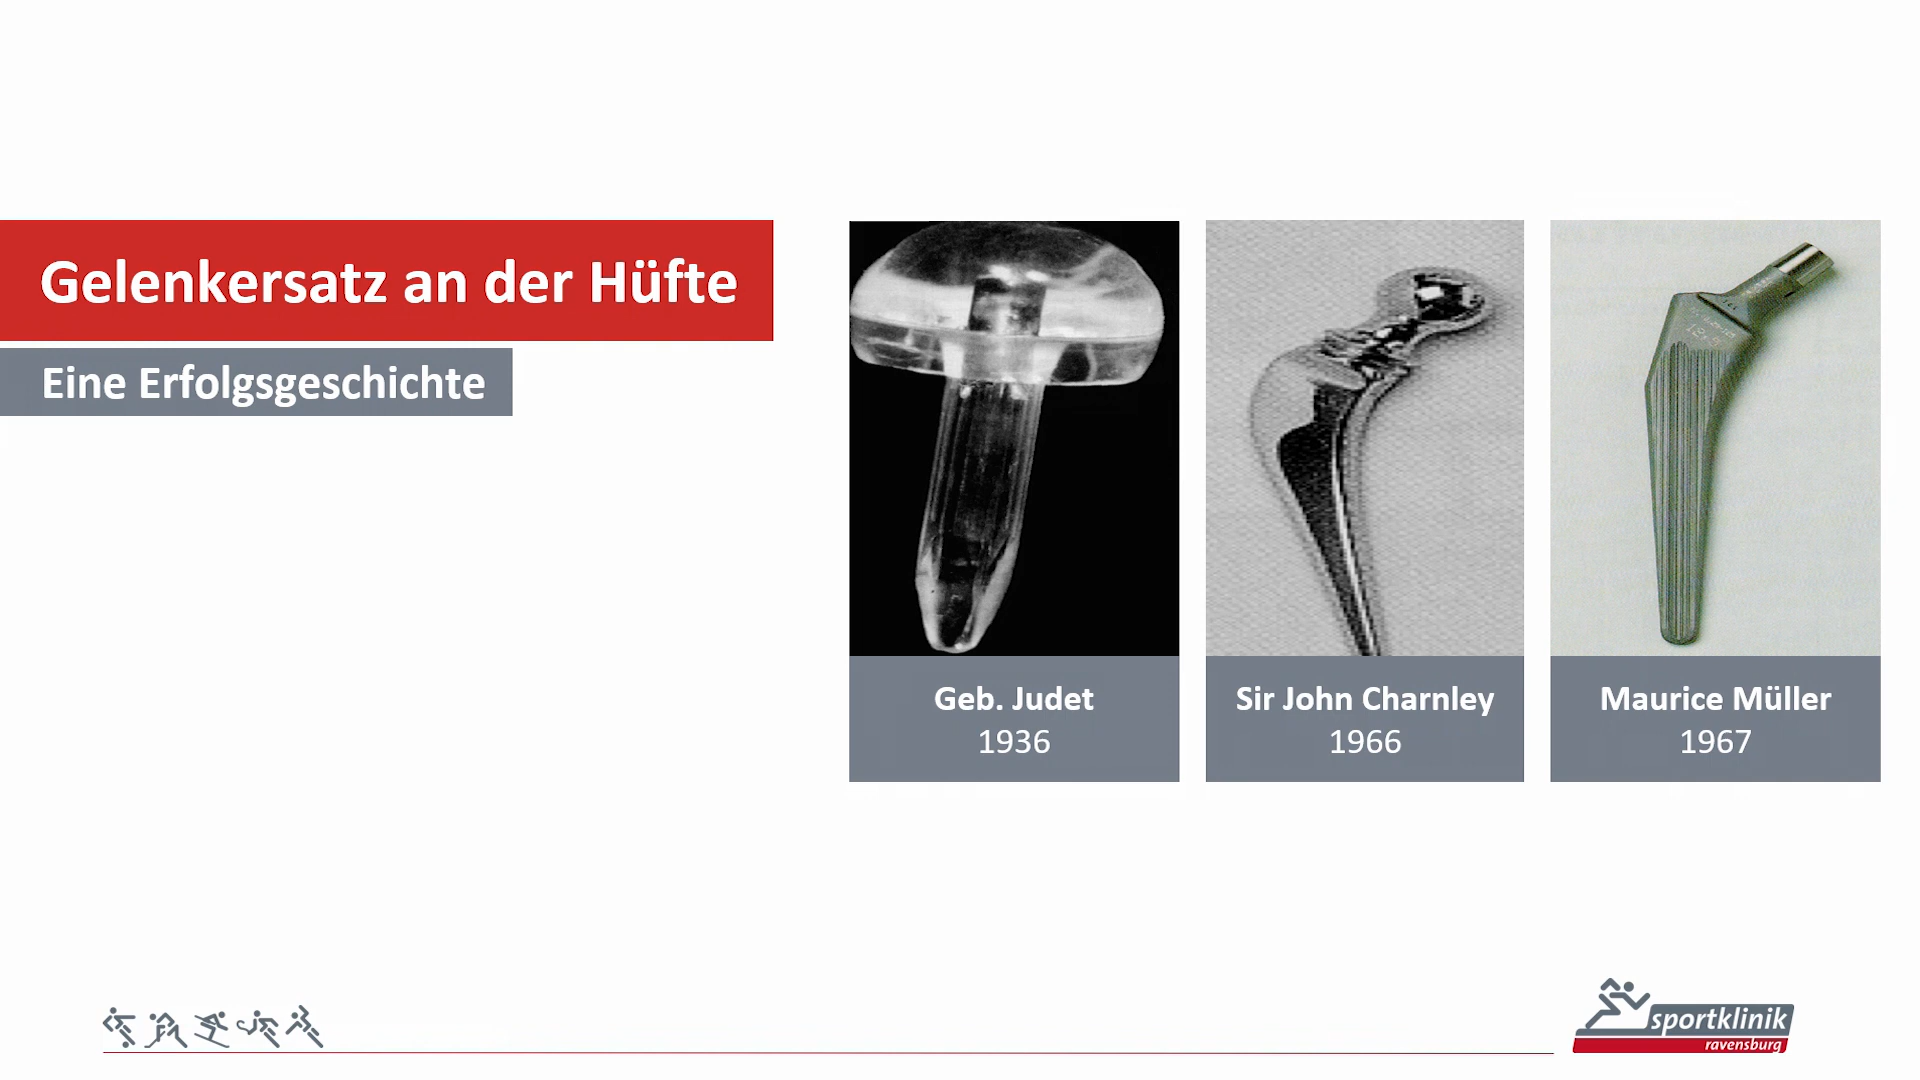 Gelenkersatz an der Hüfte
Eine Erfolgsgeschichte
Geb. Judet
1936
Sir John Charnley
1966
Maurice Müller
1967
sportklinik
ravensburg